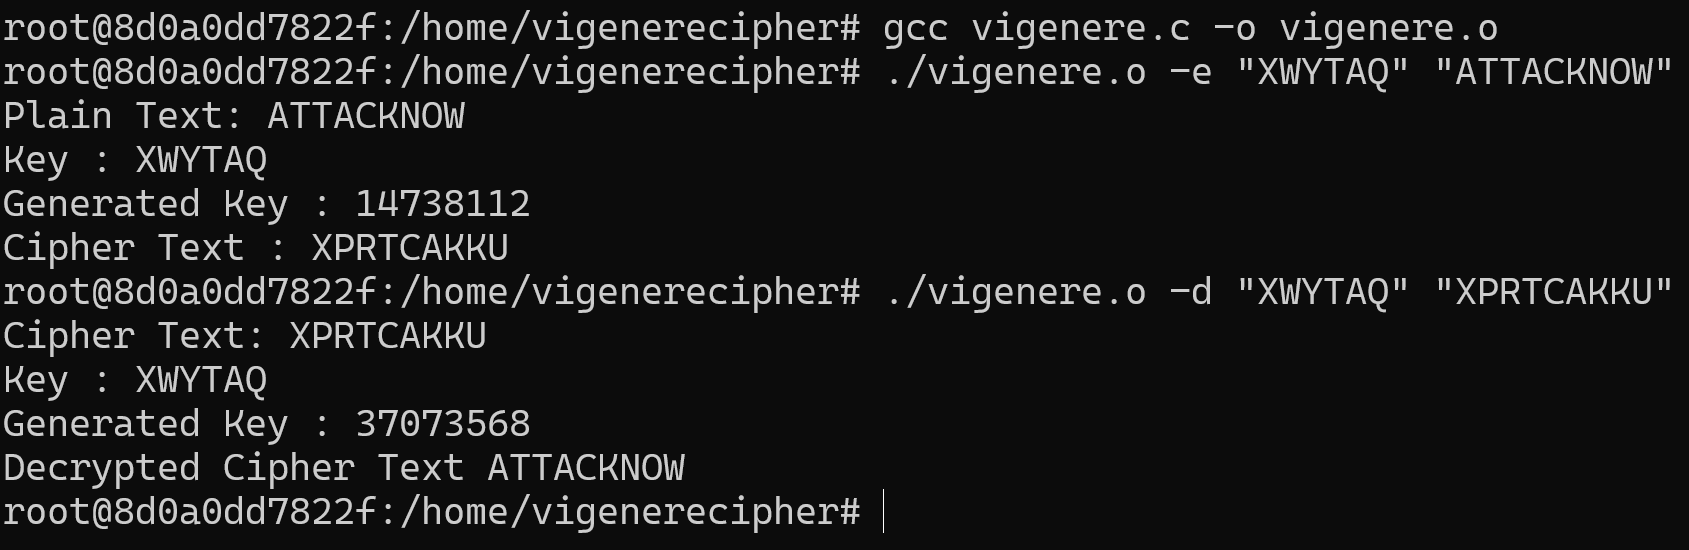 root@8d0a0dd7822f:/home/vigenerecipher# gcc vigenere.c -o vigenere.o
root@8d0a0dd7822f:/home/vigenerecipher# ./vigenere.o -e "XWYTAQ" "ATTACKNOW"
Plain Text: ATTACKNOW
Key : XWYTAQ
Generated Key : 14738112
Cipher Text : XPRTCAKKU
root@8d0a0dd7822f:/home/vigenerecipher# ./vigenere.o -d "XWYTAQ" "XPRTCAKKU"
Cipher Text: XPRTCAKKU
Key : XWYTAQ
Generated Key : 37073568
Decrypted Cipher Text ATTACKNOW
root@8d0a0dd7822f:/home/vigenerecipher#